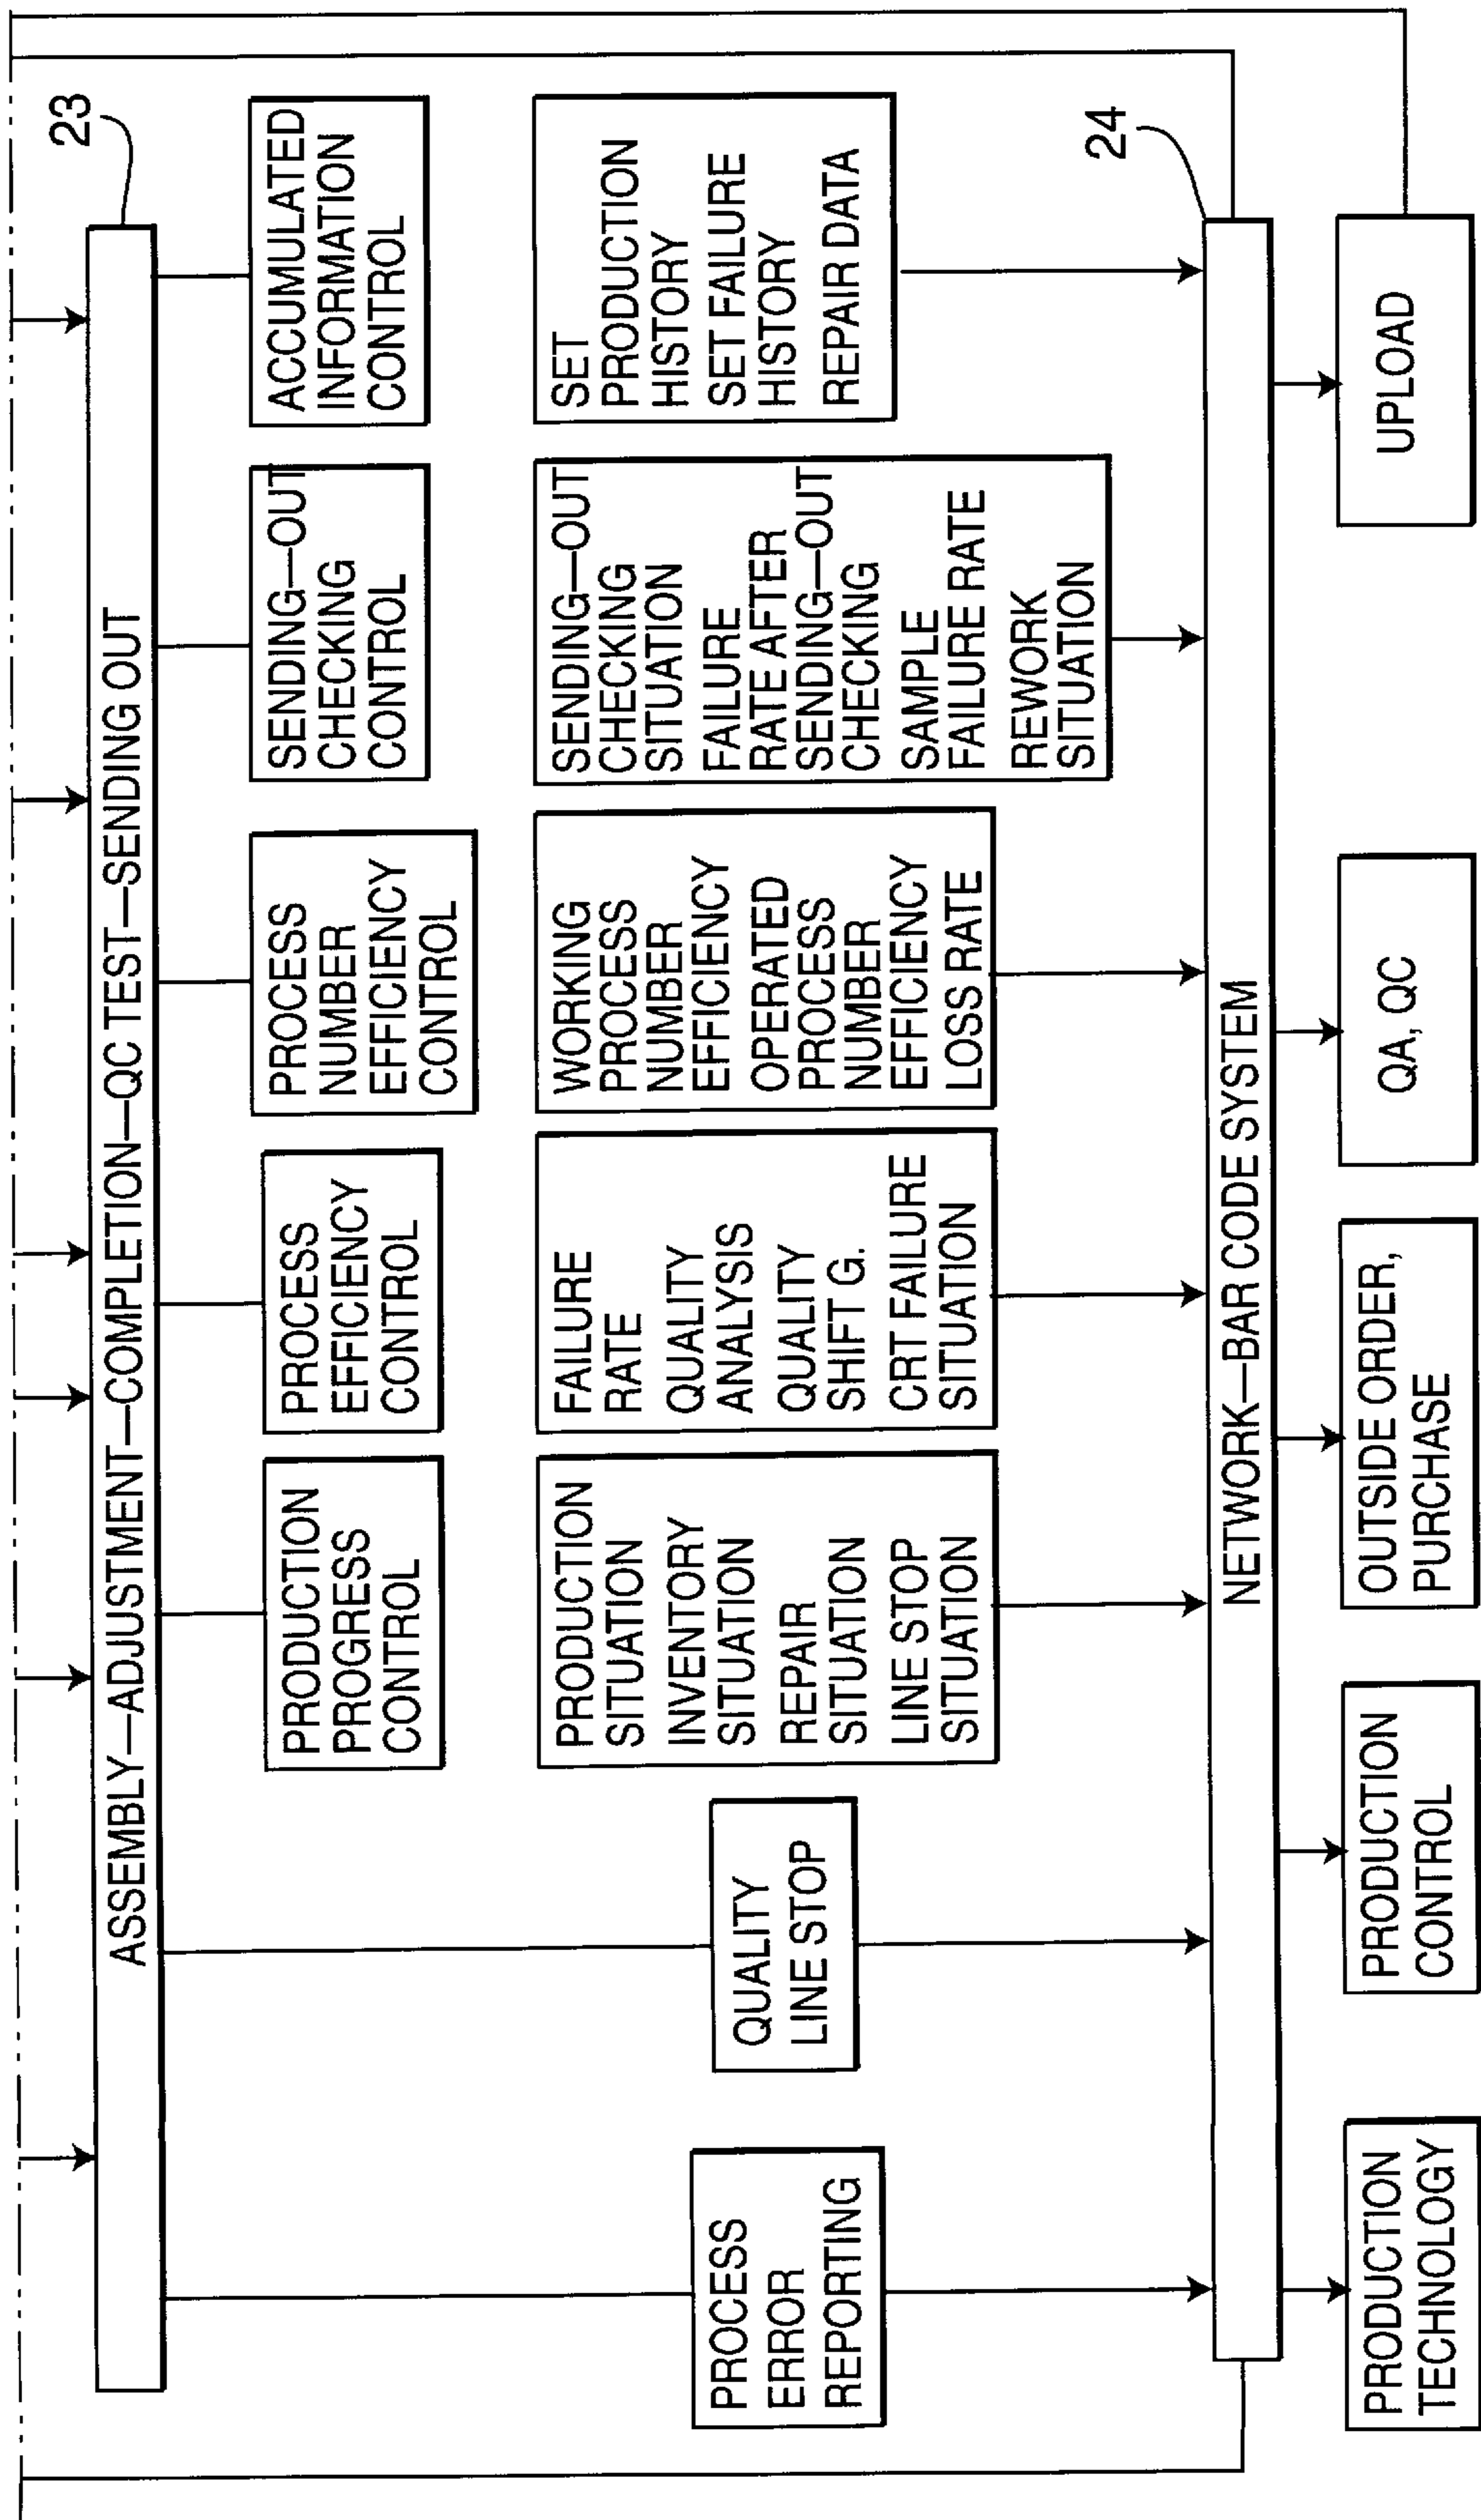 23
ASSEMBLY—ADJUSTMENT—COMPLETION—QC TEST—SENDING OUT
PRODUCTION
PROGRESS
CONTROL
PROCESS
EFFICIENCY
CONTROL
PROCESS
NUMBER
EFFICIENCY
CONTROL
SENDING—OUT
CHECKING
CONTROL
ACCUMULATED
INFORMATION
CONTROL
PROCESS
ERROR
REPORTING
QUALITY
LINE STOP
PRODUCTION
SITUATION
INVENTORY
SITUATION
REPAIR
SITUATION
LINE STOP
SITUATION
FAILURE
RATE
QUALITY
ANALYSIS
QUALITY
SHIFT G.
CRT FAILURE
SITUATION
WORKING
PROCESS
NUMBER
EFFICIENCY
OPERATED
PROCESS
NUMBER
EFFICIENCY
LOSS RATE
SENDING—OUT
CHECKING
SITUATION
FAILURE
RATE AFTER
SENDING—OUT
CHECKING
SAMPLE
FAILURE RATE
REWORK
SITUATION
SET
PRODUCTION
HISTORY
SET FAILURE
HISTORY
REPAIR DATA
24
NETWORK—BAR CODE SYSTEM
PRODUCTION
TECHNOLOGY
PRODUCTION
CONTROL
OUTSIDE ORDER,
PURCHASE
QA, QC
UPLOAD